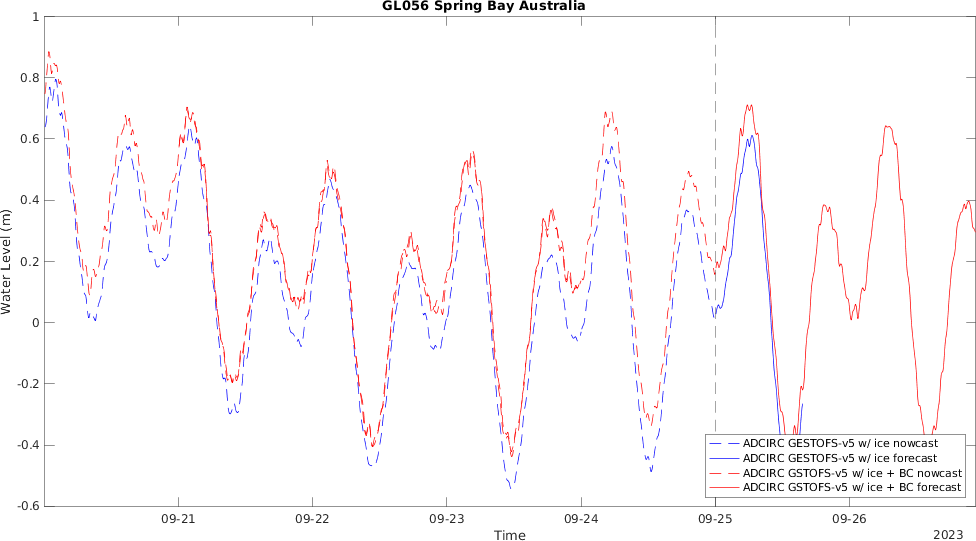 GL056 Spring Bay Australia
1
0.8
0.6
0.4
0.2
0
-0.2
-0.4
-0.6
Water Level (m)
ADCIRC GESTOFS-v5 w/ ice nowcast
ADCIRC GESTOFS-v5 w/ ice forecast
ADCIRC GSTOFS-v5 w/ ice + BC nowcast
ADCIRC GSTOFS-v5 w/ ice + BC forecast
09-21 09-22 09-23 09-24 09-25 09-26
Time
2023